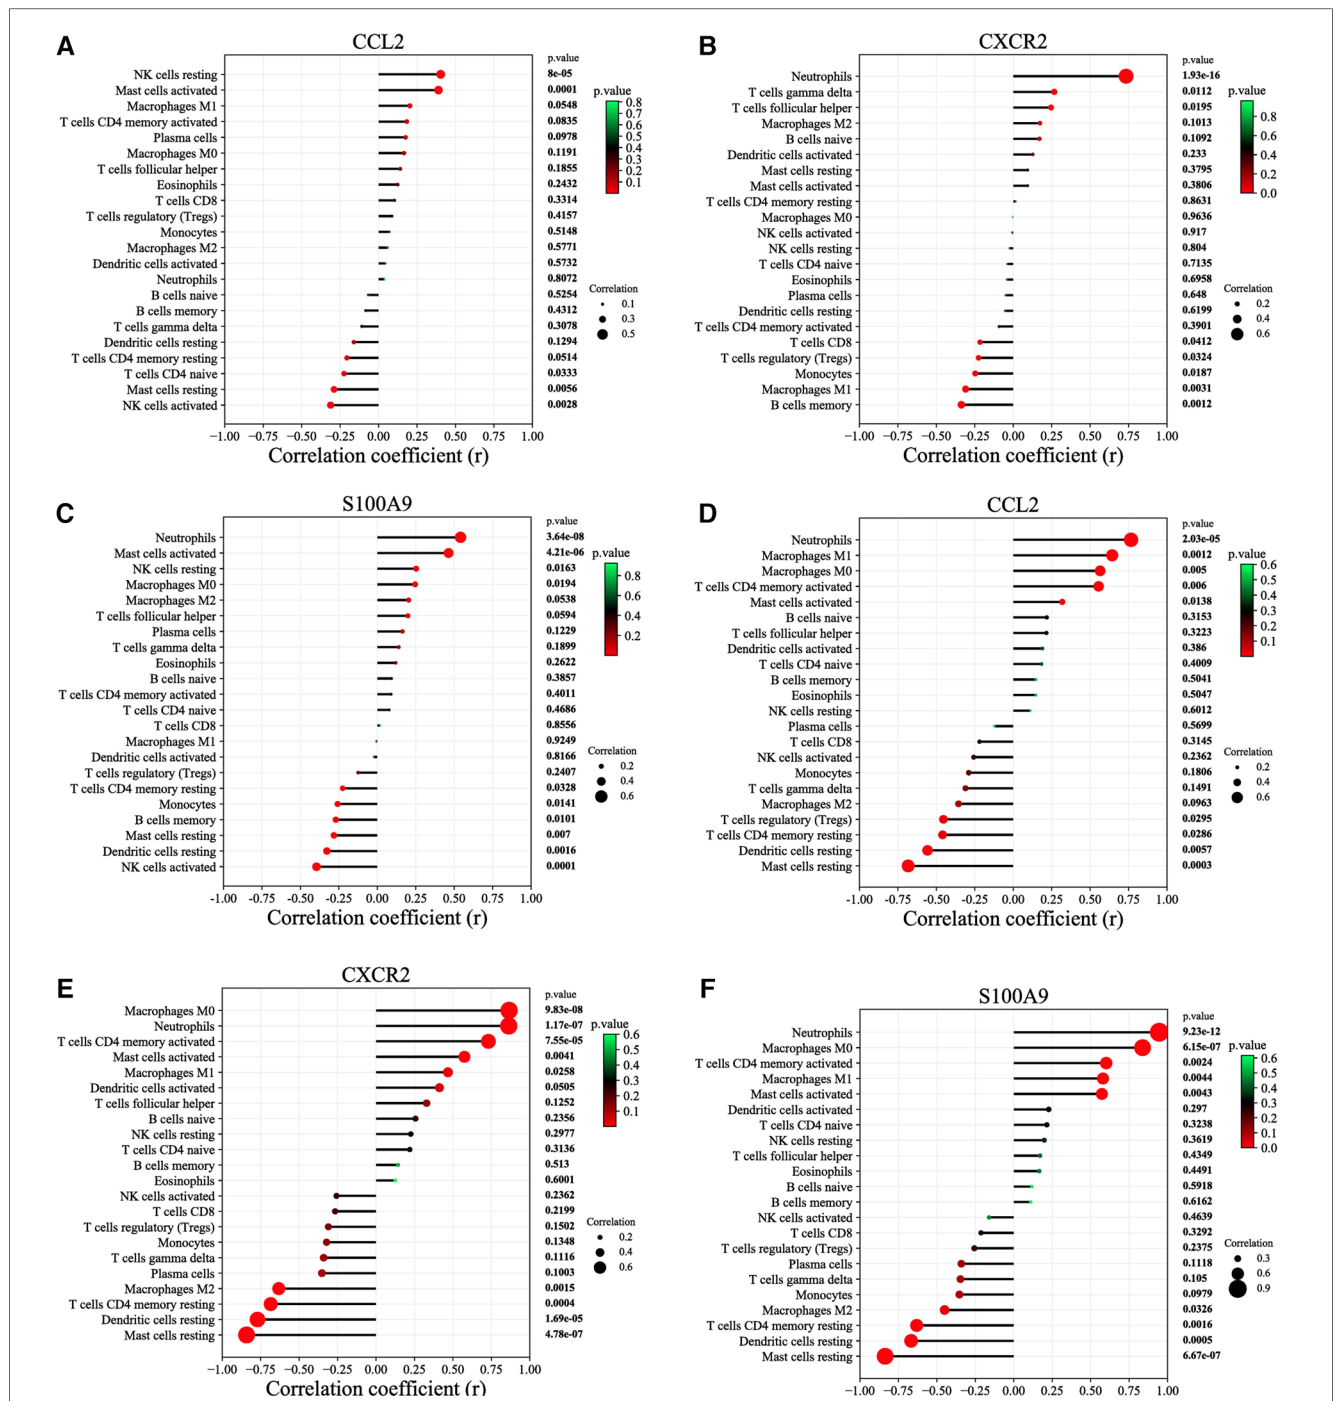 A
CCL2
p.value
NK cells resting 8e-05
Mast cells activated 0.0001
Macrophages M1 0.0548
T cells CD4 memory activated 0.0835
Plasma cells 0.0978
Macrophages M0 0.1191
T cells follicular helper 0.1855
Eosinophils 0.2432
T cells CD8 0.3314
T cells regulatory (Tregs) 0.4157
Monocytes 0.5148
Macrophages M2 0.5771
Dendritic cells activated 0.5732
Neutrophils 0.8072
B cells naive 0.5254
B cells memory 0.4312
T cells gamma delta 0.3078
Dendritic cells resting 0.1294
T cells CD4 memory resting 0.0514
T cells CD4 naive 0.0333
Mast cells resting 0.0056
NK cells activated 0.0028
p.value
0.8
0.7
0.6
0.5
0.4
0.3
0.2
0.1
Correlation
0.1
0.3
0.5
−1.00 −0.75 −0.50 −0.25 0.00 0.25 0.50 0.75 1.00
Correlation coefficient (r)
B
CXCR2
p.value
Neutrophils 1.93e-16
T cells gamma delta 0.0112
T cells follicular helper 0.0195
Macrophages M2 0.1013
B cells naive 0.1092
Dendritic cells activated 0.233
Mast cells resting 0.3795
Mast cells activated 0.3806
T cells CD4 memory resting 0.8631
Macrophages M0 0.9636
NK cells activated 0.917
NK cells resting 0.804
T cells CD4 naive 0.7135
Eosinophils 0.6958
Plasma cells 0.648
Dendritic cells resting 0.6199
T cells CD4 memory activated 0.3901
T cells CD8 0.0412
T cells regulatory (Tregs) 0.0324
Monocytes 0.0187
Macrophages M1 0.0031
B cells memory 0.0012
p.value
0.8
0.6
0.4
0.2
0.0
Correlation
0.2
0.4
0.6
−1.00 −0.75 −0.50 −0.25 0.00 0.25 0.50 0.75 1.00
Correlation coefficient (r)
C
S100A9
p.value
Neutrophils 3.64e-08
Mast cells activated 4.21e-06
NK cells resting 0.0163
Macrophages M0 0.0194
Macrophages M2 0.0538
T cells follicular helper 0.0594
Plasma cells 0.1229
T cells gamma delta 0.1899
Eosinophils 0.2622
B cells naive 0.3857
T cells CD4 memory activated 0.4011
T cells CD4 naive 0.4686
T cells CD8 0.8556
Macrophages M1 0.9249
Dendritic cells activated 0.8166
T cells regulatory (Tregs) 0.2407
T cells CD4 memory resting 0.0328
Monocytes 0.0141
B cells memory 0.0101
Mast cells resting 0.007
Dendritic cells resting 0.0016
NK cells activated 0.0001
p.value
0.8
0.6
0.4
0.2
Correlation
0.2
0.4
0.6
-1.00 -0.75 -0.50 -0.25 0.00 0.25 0.50 0.75 1.00
Correlation coefficient (r)
D
CCL2
p.value
Neutrophils 2.03e-05
Macrophages M1 0.0012
Macrophages M0 0.005
T cells CD4 memory activated 0.006
Mast cells activated 0.0138
B cells naive 0.3153
T cells follicular helper 0.3223
Dendritic cells activated 0.386
T cells CD4 naive 0.4009
B cells memory 0.5041
Eosinophils 0.5047
NK cells resting 0.6012
Plasma cells 0.5699
T cells CD8 0.3145
NK cells activated 0.2362
Monocytes 0.1806
T cells gamma delta 0.1491
Macrophages M2 0.0963
T cells regulatory (Tregs) 0.0295
T cells CD4 memory resting 0.0286
Dendritic cells resting 0.0057
Mast cells resting 0.0003
p.value
0.6
0.5
0.4
0.3
0.2
0.1
Correlation
0.2
0.4
0.6
-1.00 -0.75 -0.50 -0.25 0.00 0.25 0.50 0.75 1.00
Correlation coefficient (r)
E
CXCR2
p.value
Macrophages M0 9.83e-08
Neutrophils 1.17e-07
T cells CD4 memory activated 7.55e-05
Mast cells activated 0.0041
Macrophages M1 0.0258
Dendritic cells activated 0.0505
T cells follicular helper 0.1252
B cells naive 0.2356
NK cells resting 0.2977
T cells CD4 naive 0.3136
B cells memory 0.513
Eosinophils 0.6001
NK cells activated 0.2362
T cells CD8 0.2199
T cells regulatory (Tregs) 0.1502
Monocytes 0.1348
T cells gamma delta 0.1116
Plasma cells 0.1003
Macrophages M2 0.0015
T cells CD4 memory resting 0.0004
Dendritic cells resting 1.69e-05
Mast cells resting 4.78e-07
p.value
0.6
0.5
0.4
0.3
0.2
0.1
Correlation
0.2
0.4
0.6
−1.00 −0.75 −0.50 −0.25 0.00 0.25 0.50 0.75 1.00
Correlation coefficient (r)
F
S100A9
p.value
Neutrophils 9.23e-12
Macrophages M0 6.15e-07
T cells CD4 memory activated 0.0024
Macrophages M1 0.0044
Mast cells activated 0.0043
Dendritic cells activated 0.297
T cells CD4 naive 0.3238
NK cells resting 0.3619
T cells follicular helper 0.4349
Eosinophils 0.4491
B cells naive 0.5918
B cells memory 0.6162
NK cells activated 0.4639
T cells CD8 0.3292
T cells regulatory (Tregs) 0.2375
Plasma cells 0.1118
T cells gamma delta 0.105
Monocytes 0.0979
Macrophages M2 0.0326
T cells CD4 memory resting 0.0016
Dendritic cells resting 0.0005
Mast cells resting 6.67e-07
p.value
0.6
0.5
0.4
0.3
0.2
0.1
0.0
Correlation
0.3
0.6
0.9
−1.00 −0.75 −0.50 −0.25 0.00 0.25 0.50 0.75 1.00